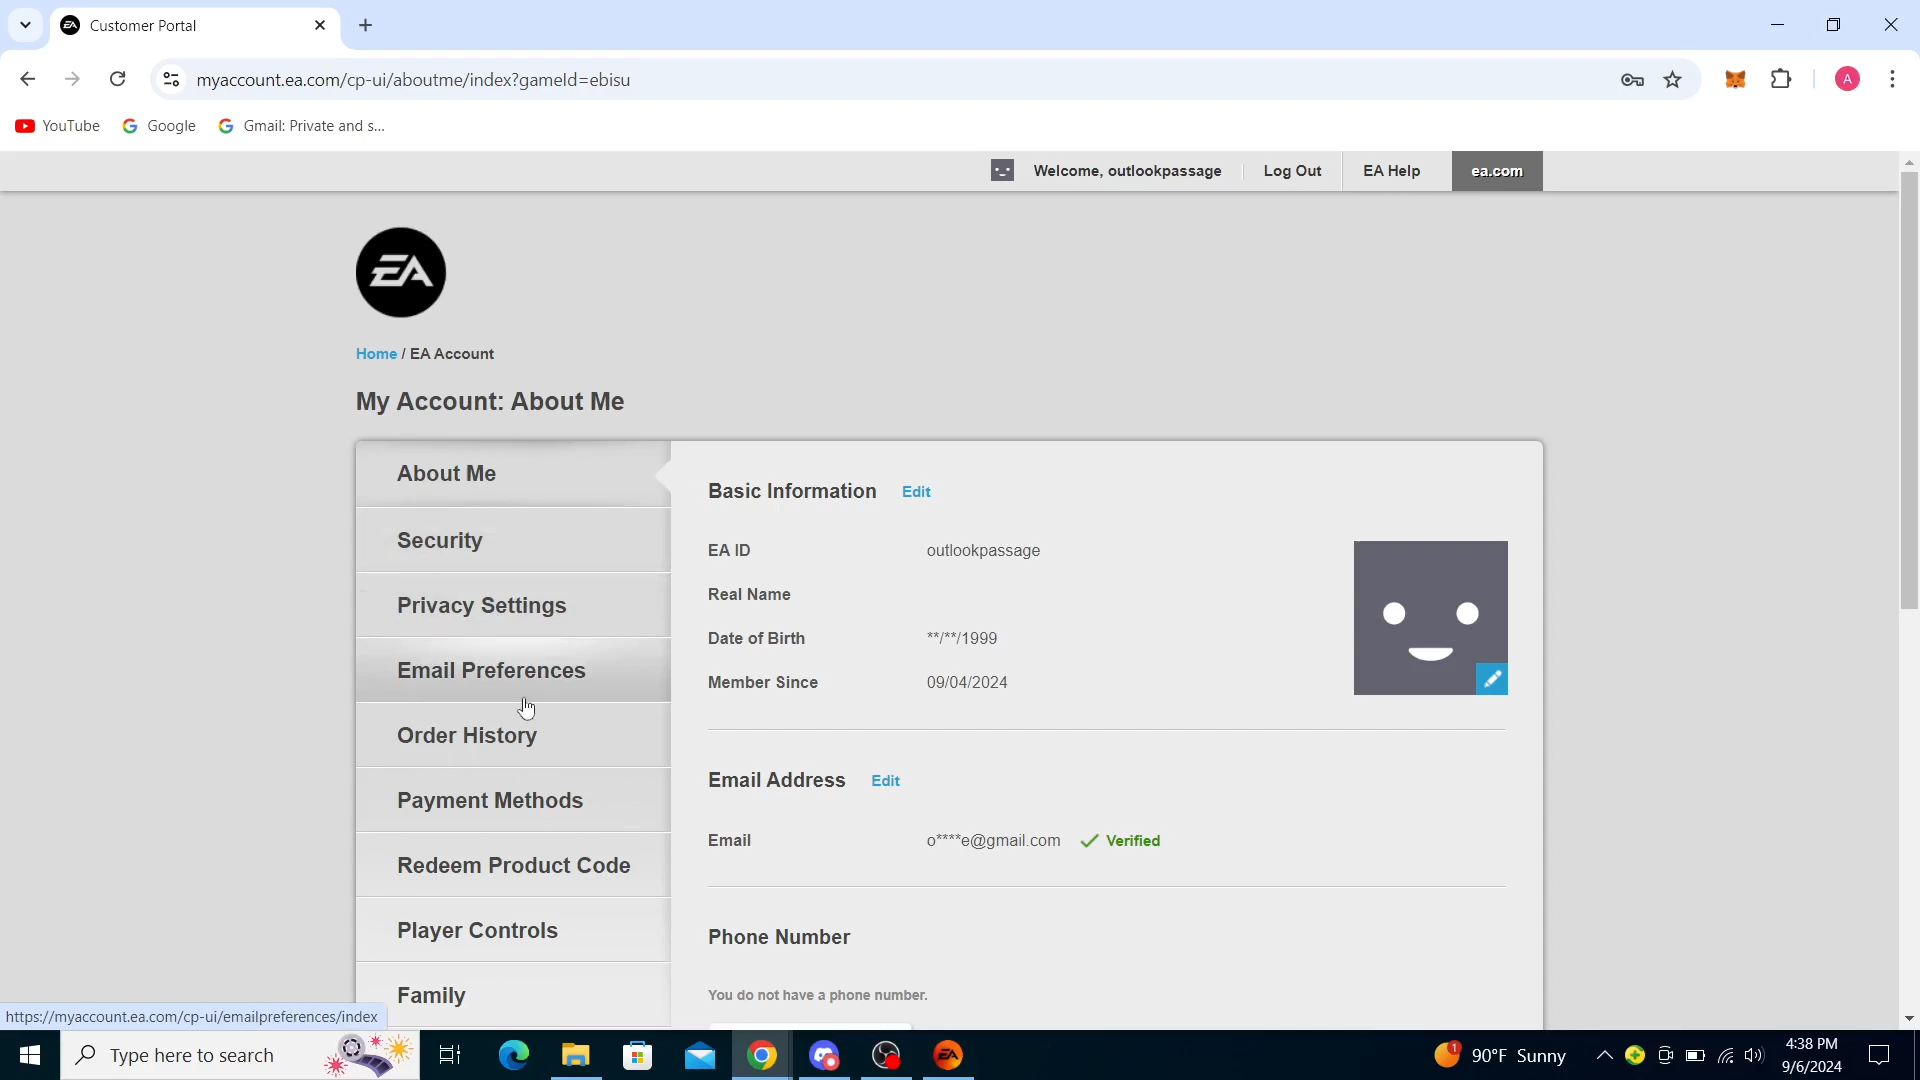 Customer Portal
myaccount.ea.com/cp-ui/aboutme/index?gameId=ebisu
A
YouTube
Google
Gmail: Private and s...
Welcome, outlookpassage
Log Out
EA Help
ea.com
EA
Home / EA Account
My Account: About Me
About Me
Security
Privacy Settings
Email Preferences
Order History
Payment Methods
Redeem Product Code
Player Controls
Family
Basic Information Edit
EA ID outlookpassage
Real Name
Date of Birth **/**/1999
Member Since 09/04/2024
Email Address Edit
Email o****e@gmail.com Verified
Phone Number
You do not have a phone number.
https://myaccount.ea.com/cp-ui/emailpreferences/index
Type here to search
1
90°F Sunny
4:38 PM
9/6/2024